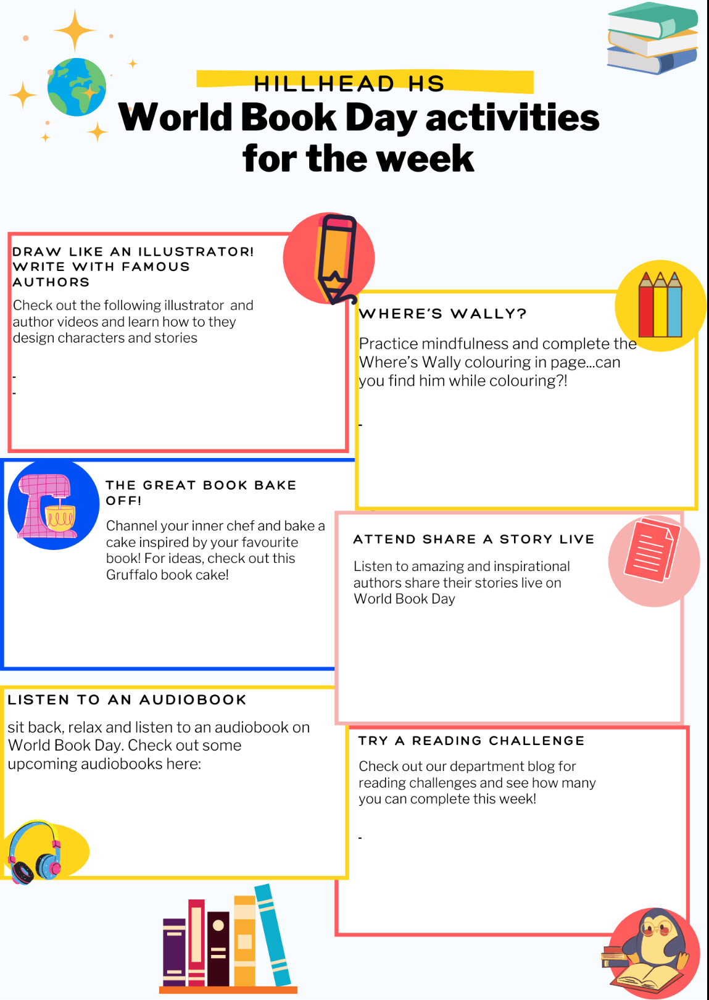 HILLHEAD HS
World Book Day activities
for the week
DRAW LIKE AN ILLUSTRATOR!
WRITE WITH FAMOUS
AUTHORS
Check out the following illustrator  and
author videos and learn how to they
design characters and stories
-
-
WHERE'S WALLY?
Practice mindfulness and complete the
Where's Wally colouring in page...can
you find him while colouring?!
-
THE GREAT BOOK BAKE
OFF!
Channel your inner chef and bake a
cake inspired by your favourite
book! For ideas, check out this
Gruffalo book cake!
ATTEND SHARE A STORY LIVE
Listen to amazing and inspirational
authors share their stories live on
World Book Day
LISTEN TO AN AUDIOBOOK
sit back, relax and listen to an audiobook on
World Book Day. Check out some
upcoming audiobooks here:
TRY A READING CHALLENGE
Check out our department blog for
reading challenges and see how many
you can complete this week!
-